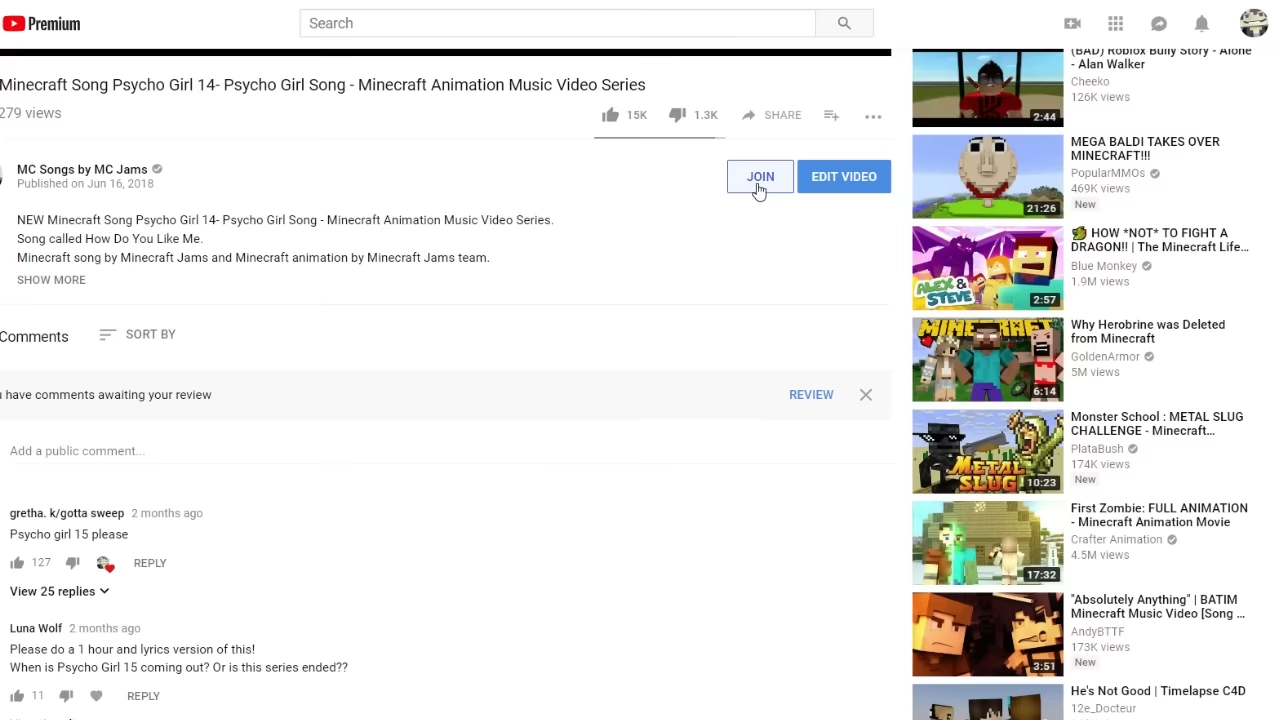 Premium
Search
Minecraft Song Psycho Girl 14- Psycho Girl Song - Minecraft Animation Music Video Series
279 views
15K
1.3K
SHARE
MC Songs by MC Jams
Published on Jun 16, 2018
JOIN
EDIT VIDEO
NEW Minecraft Song Psycho Girl 14- Psycho Girl Song - Minecraft Animation Music Video Series.
Song called How Do You Like Me.
Minecraft song by Minecraft Jams and Minecraft animation by Minecraft Jams team.
SHOW MORE
Comments
SORT BY
have comments awaiting your review
REVIEW
Add a public comment...
gretha. k/gotta sweep 2 months ago
Psycho girl 15 please
127
REPLY
View 25 replies
Luna Wolf 2 months ago
Please do a 1 hour and lyrics version of this!
When is Psycho Girl 15 coming out? Or is this series ended??
11
REPLY
(BAD) Roblox Bully Story - Alone
- Alan Walker
Cheeko
126K views
2:44
MEGA BALDI TAKES OVER
MINECRAFT!!!
PopularMMOs
469K views
New
21:26
HOW *NOT* TO FIGHT A
DRAGON!! | The Minecraft Life...
Blue Monkey
1.9M views
ALEX &
STEVE
2:57
Why Herobrine was Deleted
from Minecraft
GoldenArmor
5M views
MINECRAFT
6:14
Monster School : METAL SLUG
CHALLENGE - Minecraft...
PlataBush
174K views
New
METAL
SLUG
10:23
First Zombie: FULL ANIMATION
- Minecraft Animation Movie
Crafter Animation
4.5M views
17:32
"Absolutely Anything" | BATIM
Minecraft Music Video [Song ...
AndyBTTF
173K views
New
3:51
He's Not Good | Timelapse C4D
12e_Docteur